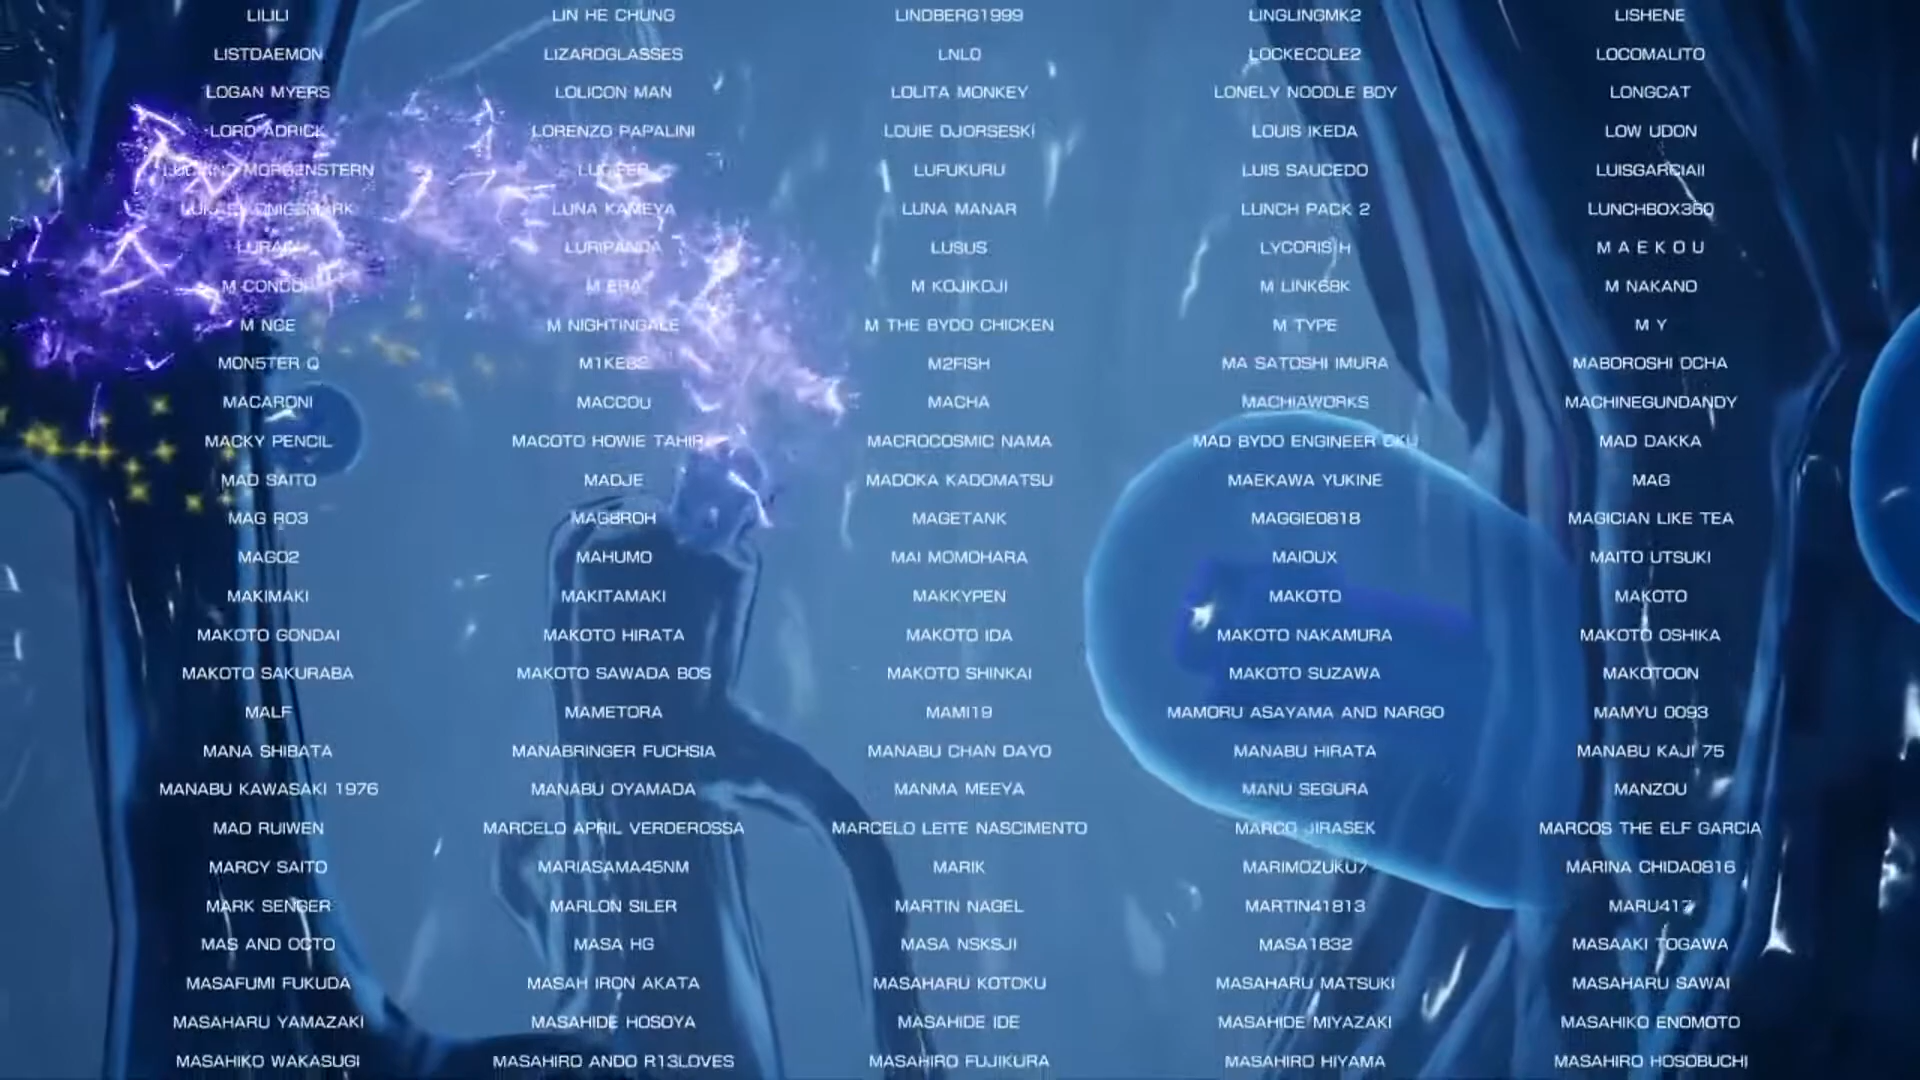 LILILI LIN HE CHUNG LINDBERG1999 LINGLINGMK2 LISHENE
LISTDAEMON LIZARDGLASSES LNLO LOCKECOLE2 LOCOMALITO
LOGAN MYERS LOLICON MAN LOLITA MONKEY LONELY NOODLE BOY LONGCAT
LORD ADRICK LORENZO PAPALINI LOUIE DJORSESKI LOUIS IKEDA LOW UDON
MORGENSTERN LUCIFER LUFUKURU LUIS SAUCEDO LUISGARCIAII
LUNA KAMEYA LUNA MANAR LUNCH PACK 2 LUNCHBOX360
LURIPANDA LUSUS LYCORIS H M A E K O U
M M ERA M KOJIKOJI M LINK68K M NAKANO
M NCE M NIGHTINGALE M THE BYDO CHICKEN M TYPE M Y
MON5TER Q M2FISH MA SATOSHI IMURA MABOROSHI OCHA
MACARONI MACCOU MACHA MACHIAWORKS MACHINEGUNDANDY
MACKY PENCIL MACOTO HOWIE TAHIR MACROCOSMIC NAMA MAD BYDO ENGINEER MAD DAKKA
MAD SAITO MADJE MADOKA KADOMATSU MAEKAWA YUKINE MAG
MAG RO3 MAG8ROH MAGETANK MAGGIE0818 MAGICIAN LIKE TEA
MAGO2 MAHUMO MAI MOMOHARA MAIOUX MAITO UTSUKI
MAKIMAKI MAKITAMAKI MAKKYPEN MAKOTO MAKOTO
MAKOTO GONDAI MAKOTO HIRATA MAKOTO IDA MAKOTO NAKAMURA MAKOTO OSHIKA
MAKOTO SAKURABA MAKOTO SAWADA BOS MAKOTO SHINKAI MAKOTO SUZAWA MAKOTOON
MALF MAMETORA MAMI19 MAMORU ASAYAMA AND NARGO MAMYU 0093
MANA SHIBATA MANABRINGER FUCHSIA MANABU CHAN DAYO MANABU HIRATA MANABU KAJI 75
MANABU KAWASAKI 1976 MANABU OYAMADA MANMA MEEYA MANU SEGURA MANZOU
MAO RUIWEN MARCELO APRIL VERDEROSSA MARCELO LEITE NASCIMENTO MARCO JIRASEK MARCOS THE ELF GARCIA
MARCY SAITO MARIASAMA45NM MARIK MARIMOZUKU7 MARINA CHIDA0816
MARK SENGER MARLON SILER MARTIN NAGEL MARTIN41813 MARU417
MAS AND OCTO MASA HG MASA NSKSJI MASA1832 MASAAKI TOGAWA
MASAFUMI FUKUDA MASAH IRON AKATA MASAHARU KOTOKU MASAHARU MATSUKI MASAHARU SAWAI
MASAHARU YAMAZAKI MASAHIDE HOSOYA MASAHIDE IDE MASAHIDE MIYAZAKI MASAHIKO ENOMOTO
MASAHIKO WAKASUGI MASAHIRO ANDO R13LOVES MASAHIRO FUJIKURA MASAHIRO HIYAMA MASAHIRO HOSOBUCHI